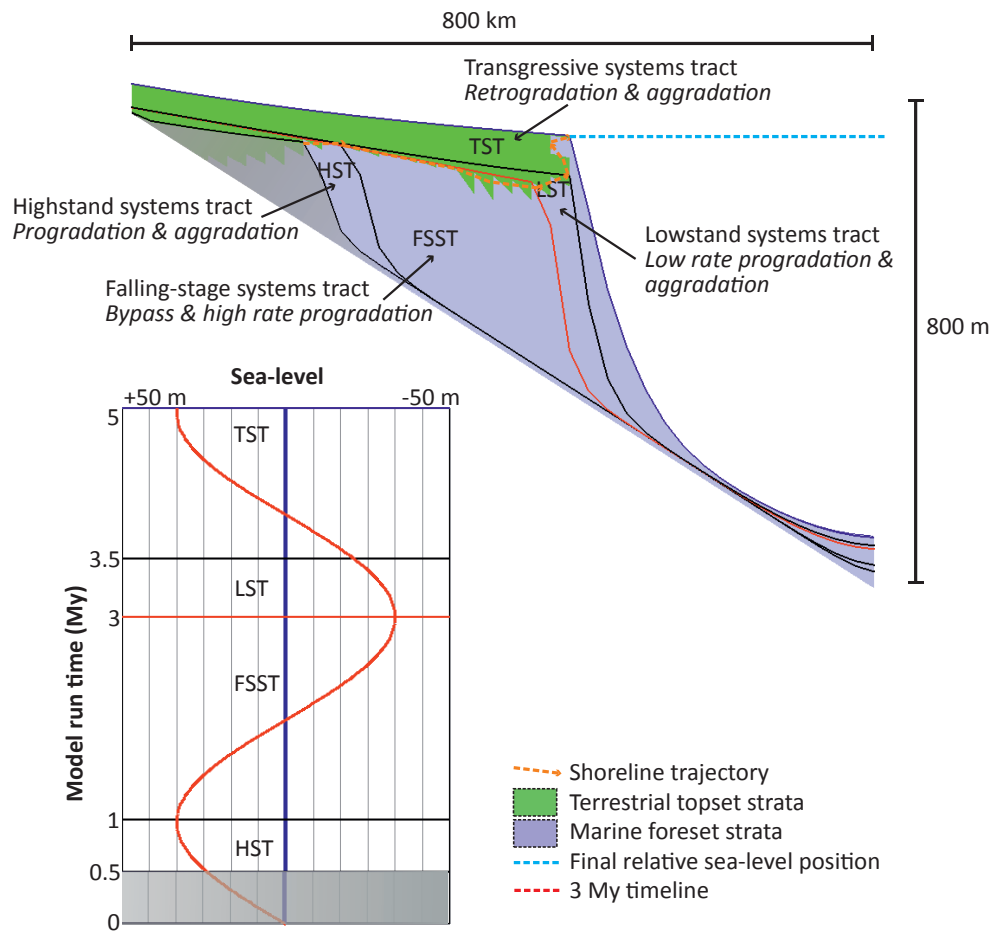 800 km
Transgressive systems tract
Retrogradation & aggradation
TST
HST
LST
Highstand systems tract
Progradation & aggradation
FSST
Lowstand systems tract
Low rate progradation &
aggradation
Falling-stage systems tract
Bypass & high rate progradation
800 m
Sea-level
+50 m
-50 m
5
TST
3.5
LST
3
FSST
1
HST
0.5
0
Model run time (My)
Shoreline trajectory
Terrestrial topset strata
Marine foreset strata
Final relative sea-level position
3 My timeline